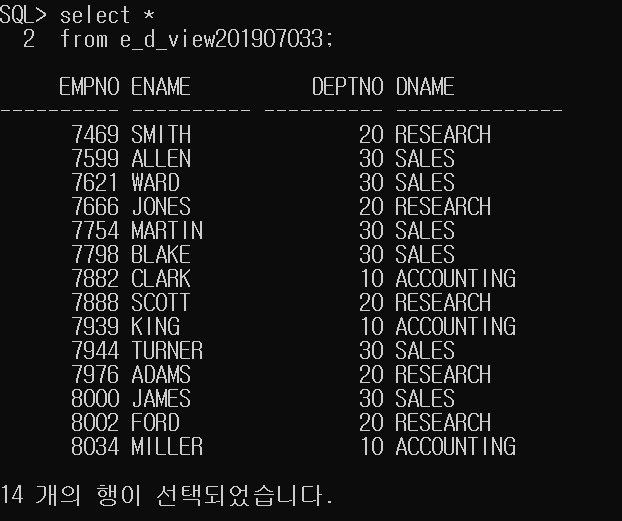 SQL> select *
  2  from e_d_view201907033;

     EMPNO ENAME          DEPTNO DNAME
---------- ---------- ---------- --------------
      7469 SMITH              20 RESEARCH
      7599 ALLEN              30 SALES
      7621 WARD               30 SALES
      7666 JONES              20 RESEARCH
      7754 MARTIN             30 SALES
      7798 BLAKE              30 SALES
      7882 CLARK              10 ACCOUNTING
      7888 SCOTT              20 RESEARCH
      7939 KING               10 ACCOUNTING
      7944 TURNER             30 SALES
      7976 ADAMS              20 RESEARCH
      8000 JAMES              30 SALES
      8002 FORD               20 RESEARCH
      8034 MILLER             10 ACCOUNTING

14 개의 행이 선택되었습니다.